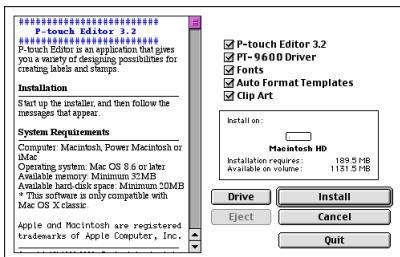 ##########################
P-touch Editor 3.2
##########################
P-touch Editor is an application that gives
you a variety of designing possibilities for
creating labels and stamps.
Installation
Start up the installer, and then follow the
messages that appear.
System Requirements
Computer: Macintosh, Power Macintosh or
iMac
Operating system: Mac OS 8.6 or later
Available memory: Minimum 32MB
Available hard-disk space: Minimum 20MB
* This software is only compatible with
Mac OS X classic.
Apple and Macintosh are registered
trademarks of Apple Computer, Inc.
P-touch Editor 3.2
PT-9600 Driver
Fonts
Auto Format Templates
Clip Art
Install on:
Macintosh HD
Installation requires: 189.5 MB
Available on volume: 1131.5 MB
Drive
Install
Eject
Cancel
Quit